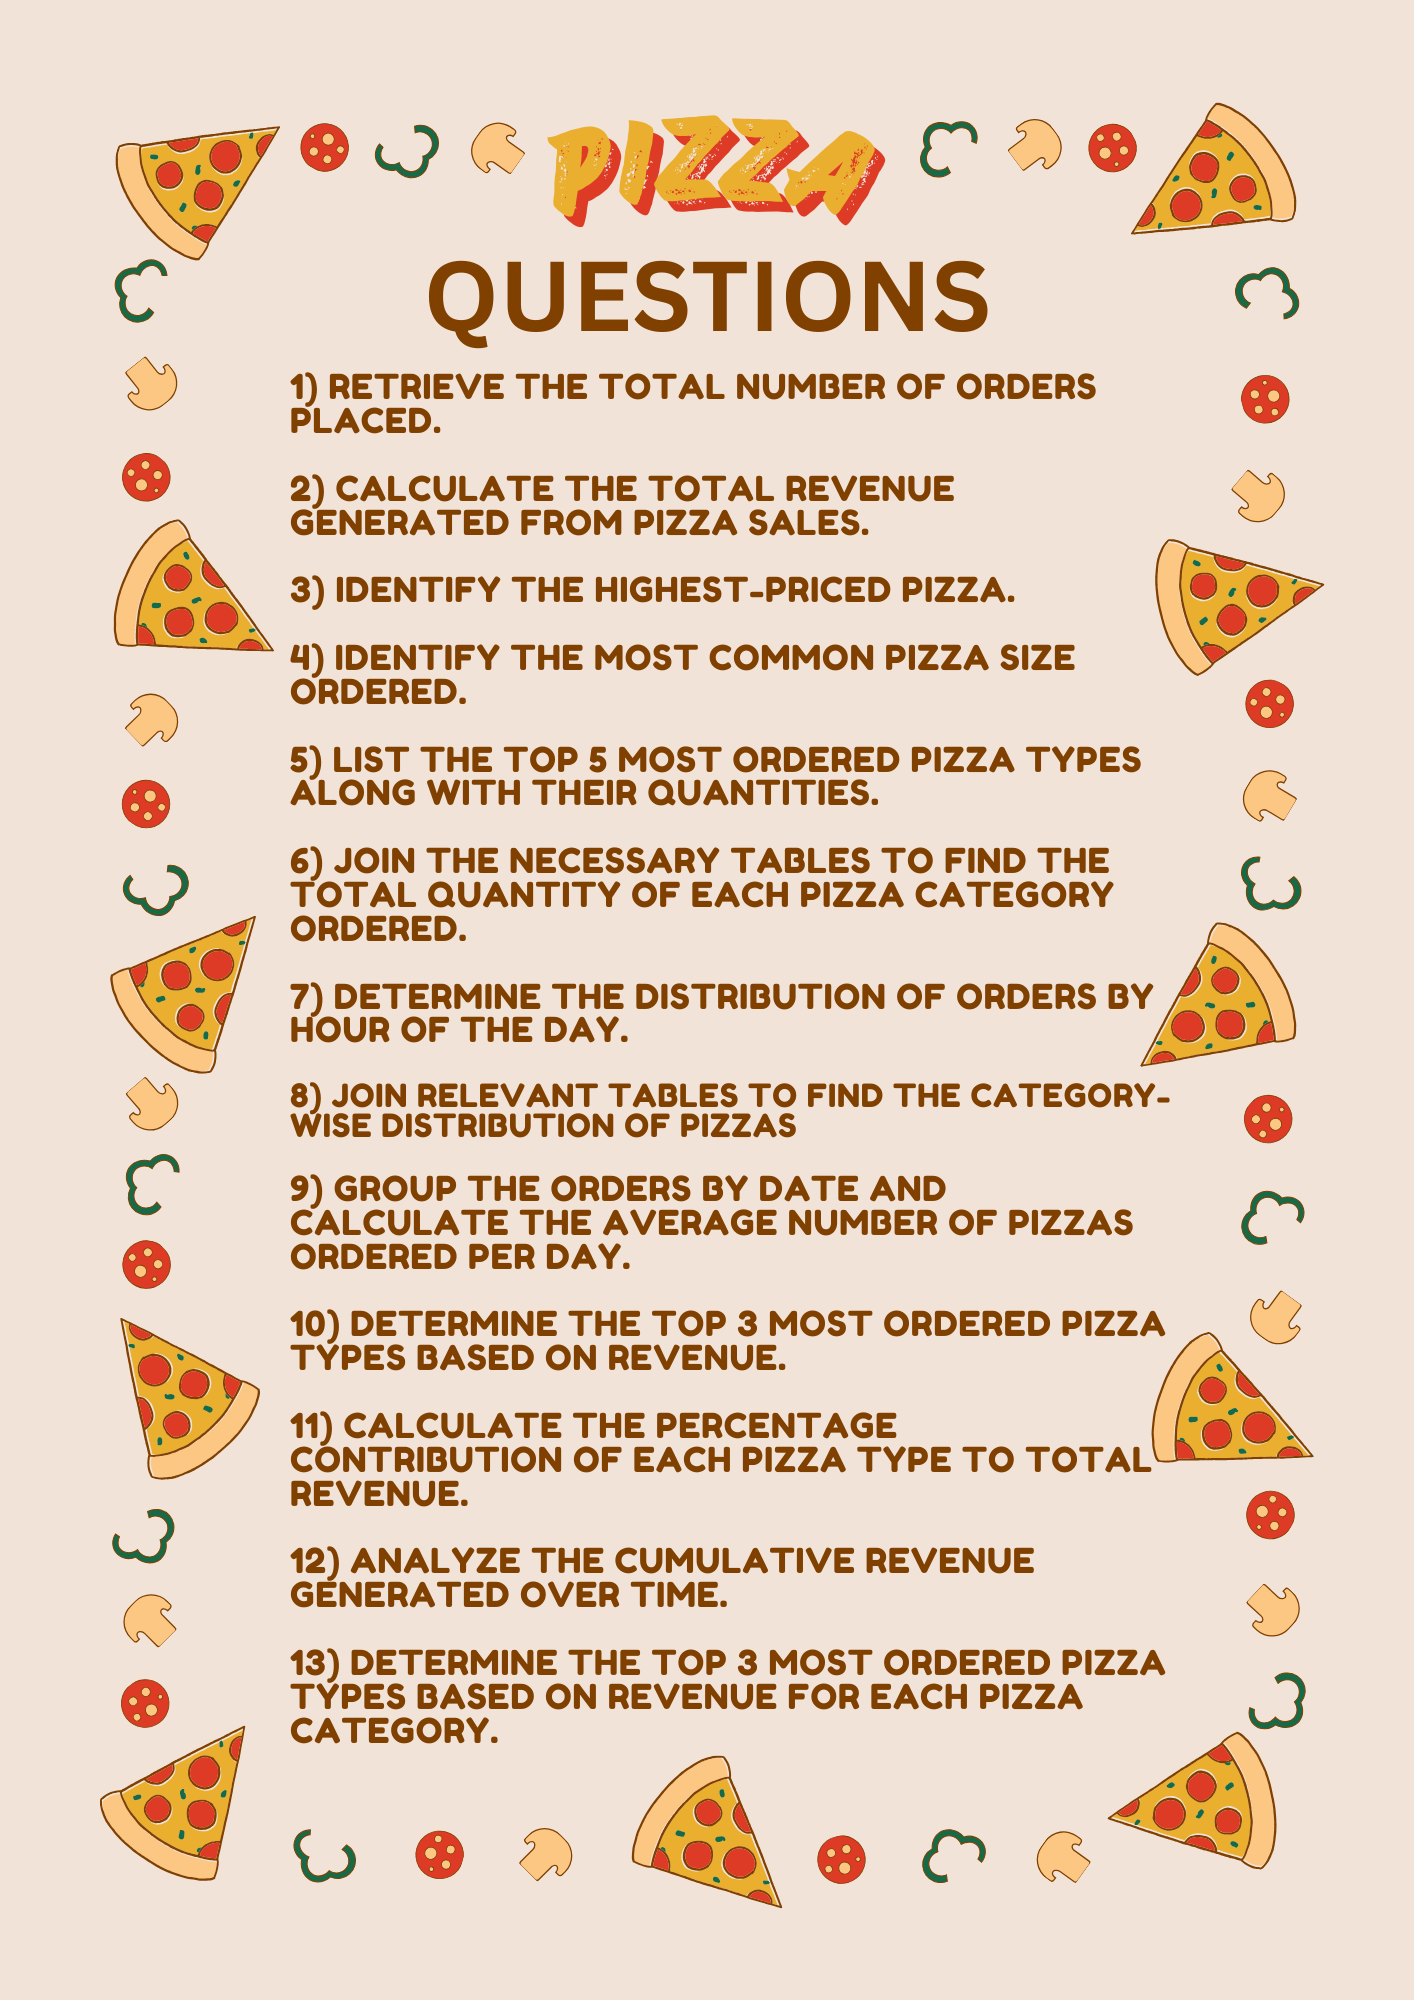 PIZZA
QUESTIONS
1) RETRIEVE THE TOTAL NUMBER OF ORDERS
PLACED.
2) CALCULATE THE TOTAL REVENUE
GENERATED FROM PIZZA SALES.
3) IDENTIFY THE HIGHEST-PRICED PIZZA.
4) IDENTIFY THE MOST COMMON PIZZA SIZE
ORDERED.
5) LIST THE TOP 5 MOST ORDERED PIZZA TYPES
ALONG WITH THEIR QUANTITIES.
6) JOIN THE NECESSARY TABLES TO FIND THE
TOTAL QUANTITY OF EACH PIZZA CATEGORY
ORDERED.
7) DETERMINE THE DISTRIBUTION OF ORDERS BY
HOUR OF THE DAY.
8) JOIN RELEVANT TABLES TO FIND THE CATEGORY-
WISE DISTRIBUTION OF PIZZAS
9) GROUP THE ORDERS BY DATE AND
CALCULATE THE AVERAGE NUMBER OF PIZZAS
ORDERED PER DAY.
10) DETERMINE THE TOP 3 MOST ORDERED PIZZA
TYPES BASED ON REVENUE.
11) CALCULATE THE PERCENTAGE
CONTRIBUTION OF EACH PIZZA TYPE TO TOTAL
REVENUE.
12) ANALYZE THE CUMULATIVE REVENUE
GENERATED OVER TIME.
13) DETERMINE THE TOP 3 MOST ORDERED PIZZA
TYPES BASED ON REVENUE FOR EACH PIZZA
CATEGORY.